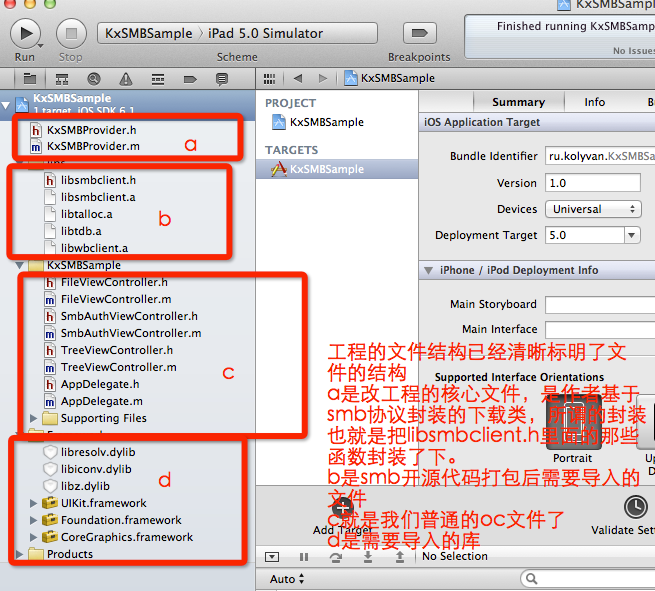 KxSMBSample
iPad 5.0 Simulator
Finished running KxSMBSamp
No Issues
Run
Stop
Scheme
Breakpoints
KxSMBSample
1 target, iOS SDK 6.1
KxSMBProvider.h
KxSMBProvider.m
a
libsmbclient.h
libsmbclient.a
libtalloc.a
libtdb.a
libwbclient.a
b
KxSMBSample
FileViewController.h
FileViewController.m
SmbAuthViewController.h
SmbAuthViewController.m
TreeViewController.h
TreeViewController.m
AppDelegate.h
AppDelegate.m
Supporting Files
c
libresolv.dylib
libiconv.dylib
libz.dylib
UIKit.framework
Foundation.framework
CoreGraphics.framework
d
Products
KxSMBSample
PROJECT
KxSMBSample
TARGETS
KxSMBSample
Summary
Info
B
iOS Application Target
Bundle Identifier
ru.kolyvan.KxSMBSam
Version
1.0
Devices
Universal
Deployment Target
5.0
iPhone / iPod Deployment Info
Main Storyboard
Main Interface
Supported Interface Orientations
Portrait
Up
D
工程的文件结构已经清晰标明了文
件的结构
a是改工程的核心文件，是作者基于
smb协议封装的下载类，所谓的封装
也就是把libsmbclient.h里面的那些
函数封装了下。
b是smb开源代码打包后需要导入的
文件
c就是我们普通的oc文件了
d是需要导入的库
Add Target
Validate Sett
No Selection
Auto